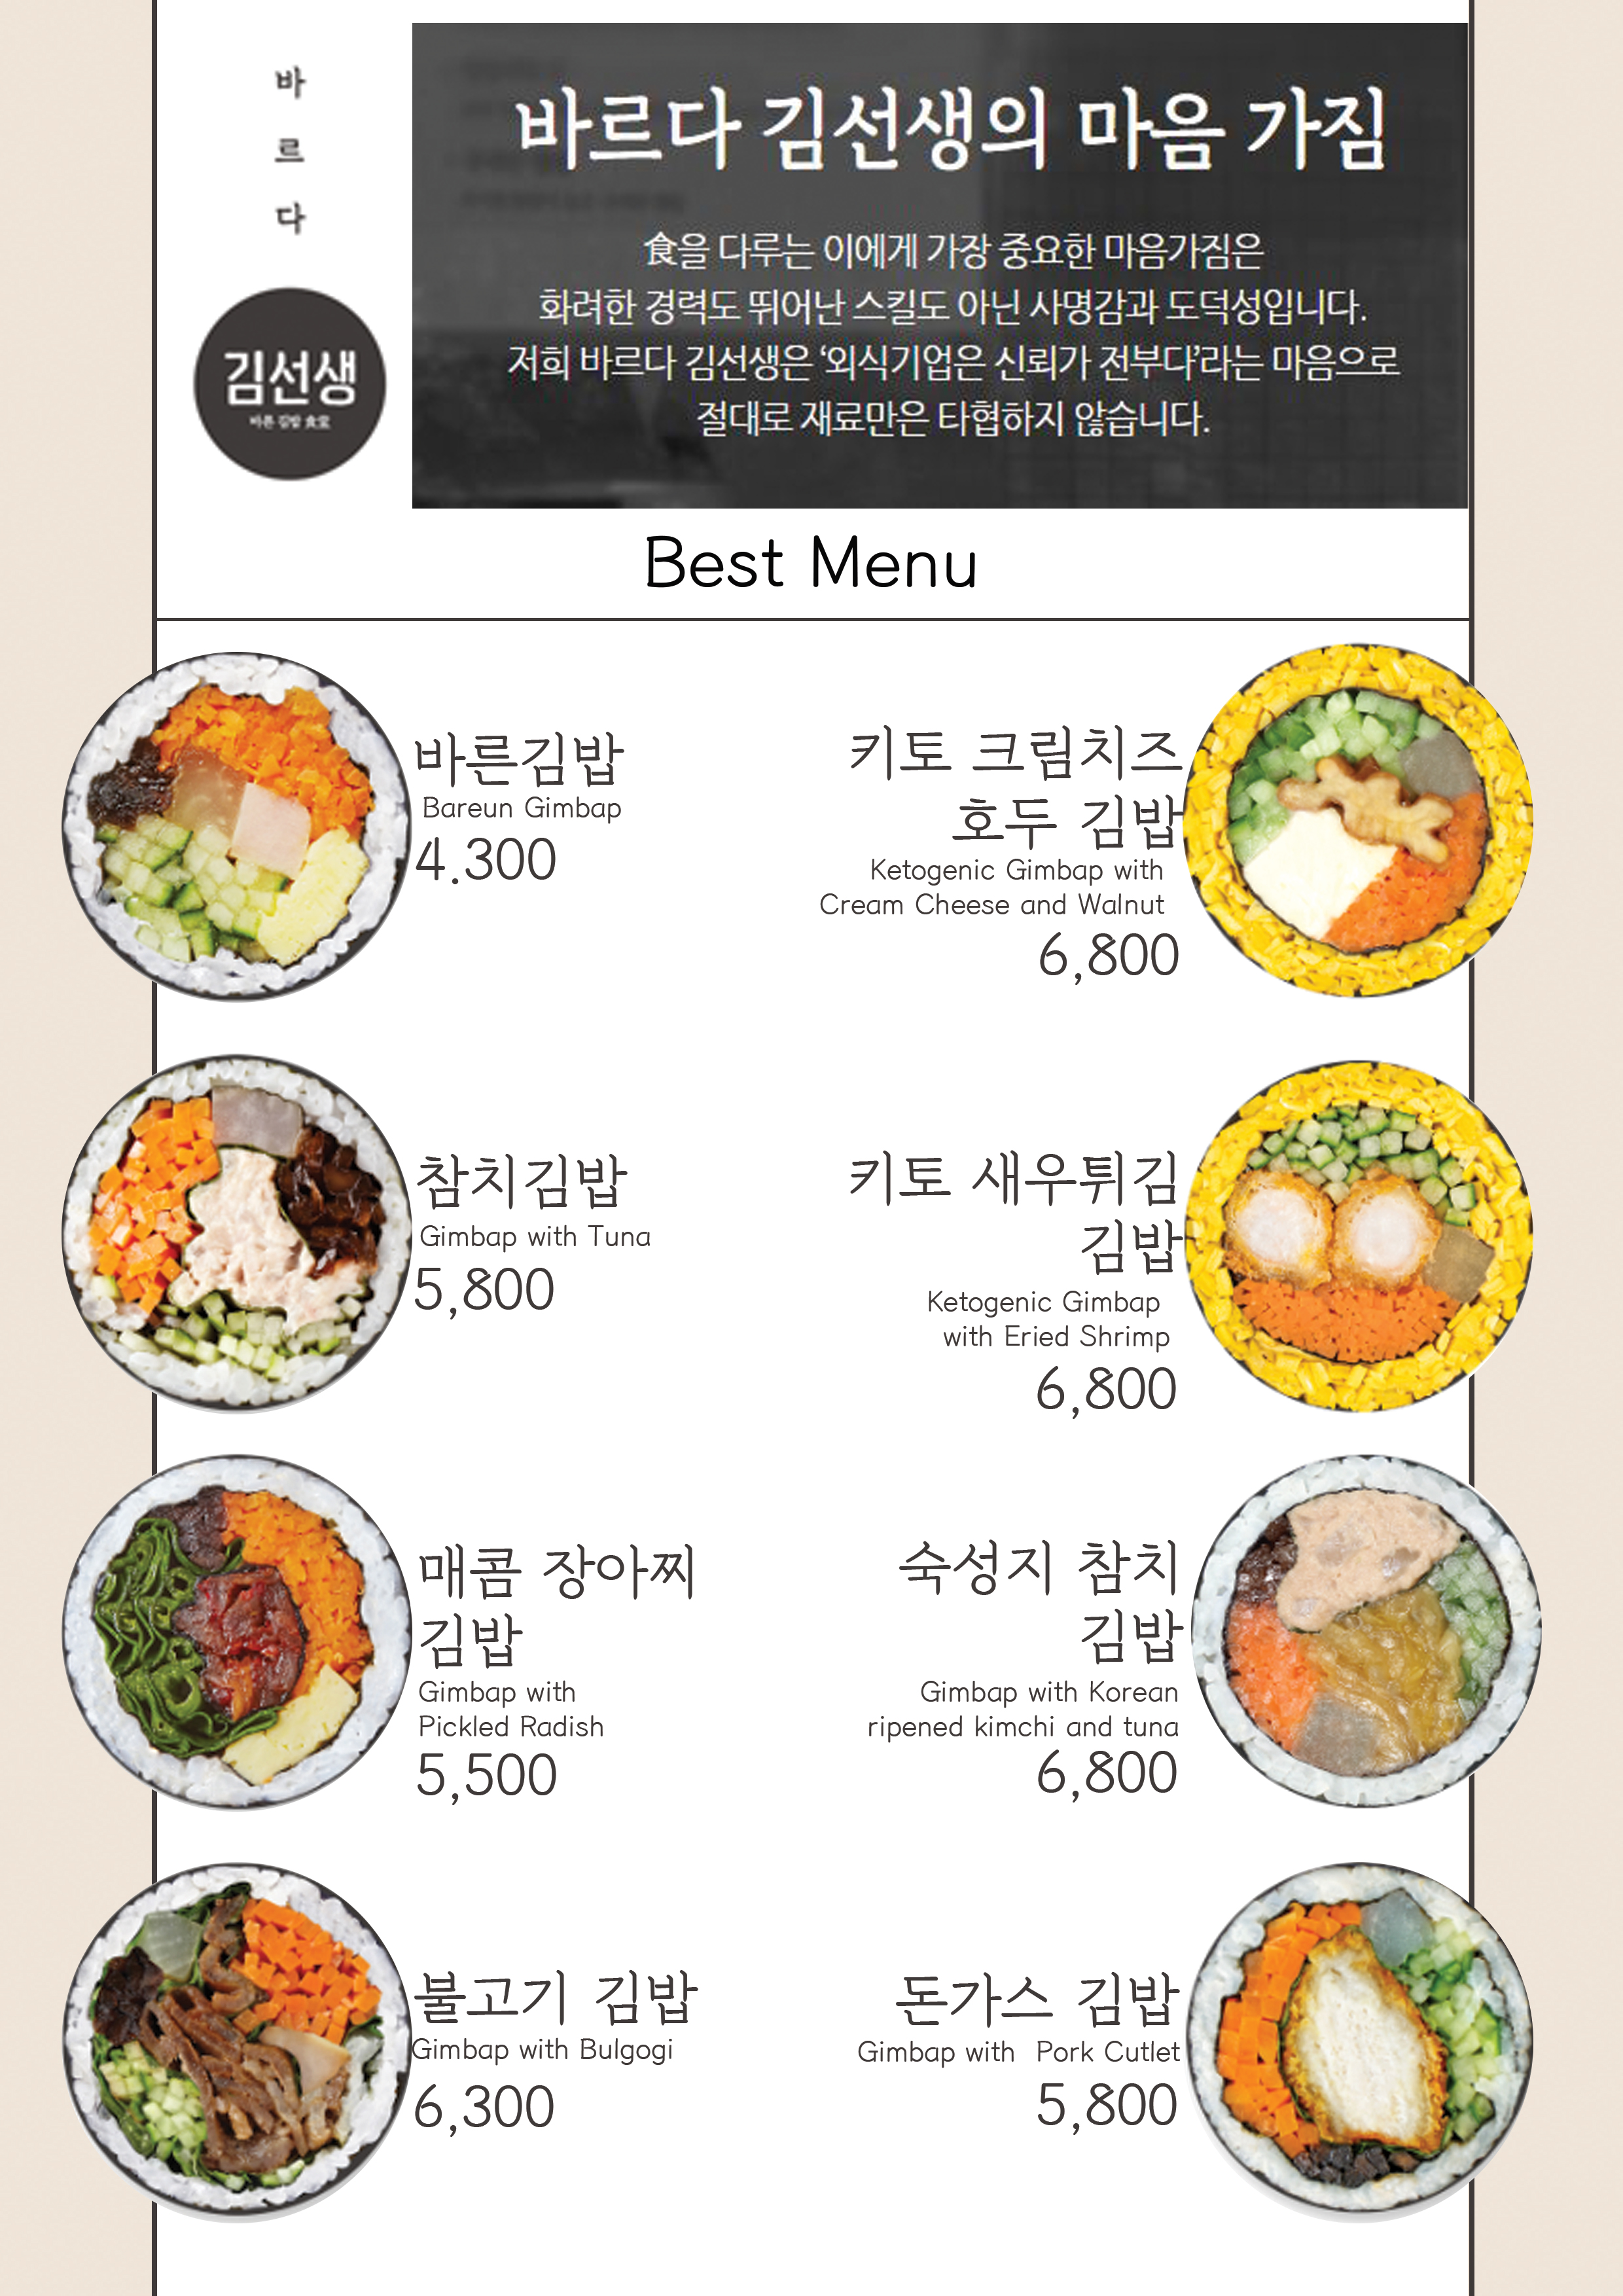 바
르
다
김선생
바른 김밥 食堂
바르다 김선생의 마음 가짐
食을 다루는 이에게 가장 중요한 마음가짐은
화려한 경력도 뛰어난 스킬도 아닌 사명감과 도덕성입니다.
저희 바르다 김선생은 ‘외식기업은 신뢰가 전부다’라는 마음으로
절대로 재료만은 타협하지 않습니다.
Best Menu
바른김밥
Bareun Gimbap
4.300
키토 크림치즈
호두 김밥
Ketogenic Gimbap with
Cream Cheese and Walnut
6,800
참치김밥
Gimbap with Tuna
5,800
키토 새우튀김
김밥
Ketogenic Gimbap
with Eried Shrimp
6,800
매콤 장아찌
김밥
Gimbap with
Pickled Radish
5,500
숙성지 참치
김밥
Gimbap with Korean
ripened kimchi and tuna
6,800
불고기 김밥
Gimbap with Bulgogi
6,300
돈가스 김밥
Gimbap with Pork Cutlet
5,800